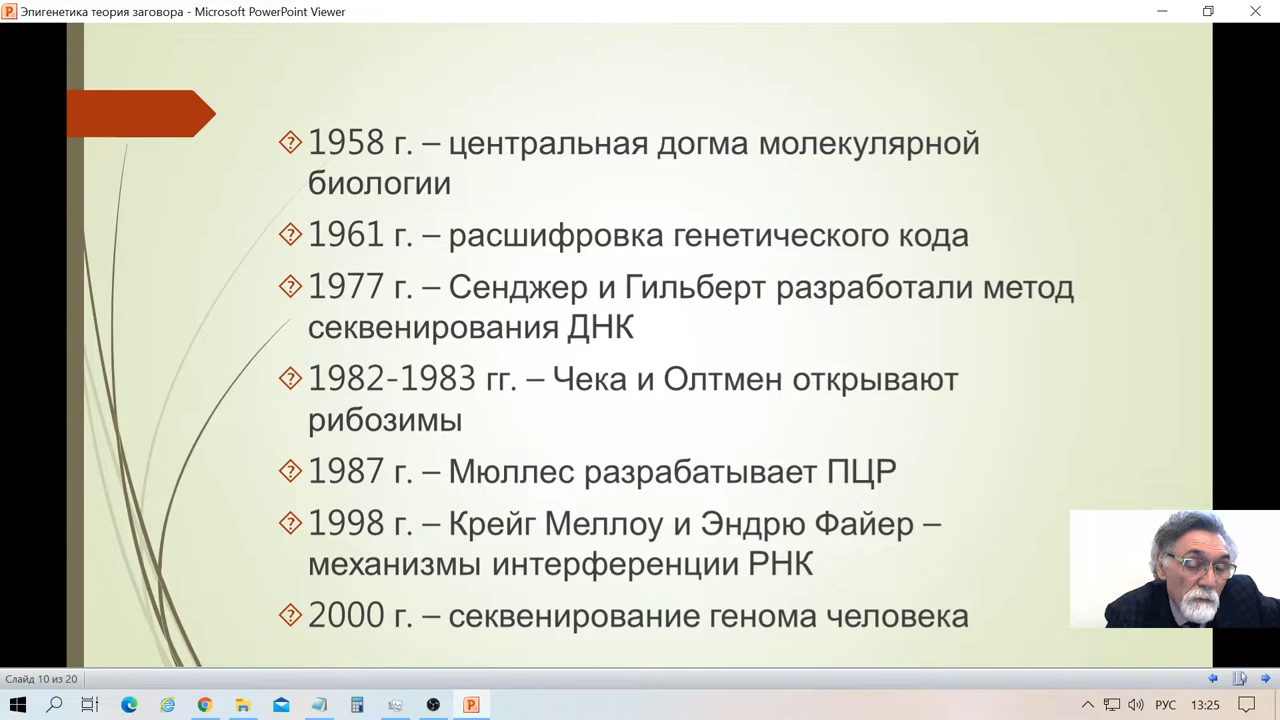 Эпигенетика теория заговора - Microsoft PowerPoint Viewer
1958 г. – центральная догма молекулярной
биологии
1961 г. – расшифровка генетического кода
1977 г. – Сенджер и Гильберт разработали метод
секвенирования ДНК
1982-1983 гг. – Чека и Олтмен открывают
рибозимы
1987 г. – Мюллес разрабатывает ПЦР
1998 г. – Крейг Меллоу и Эндрю Файер –
механизмы интерференции РНК
2000 г. – секвенирование генома человека
Слайд 10 из 20
РУС 13:25